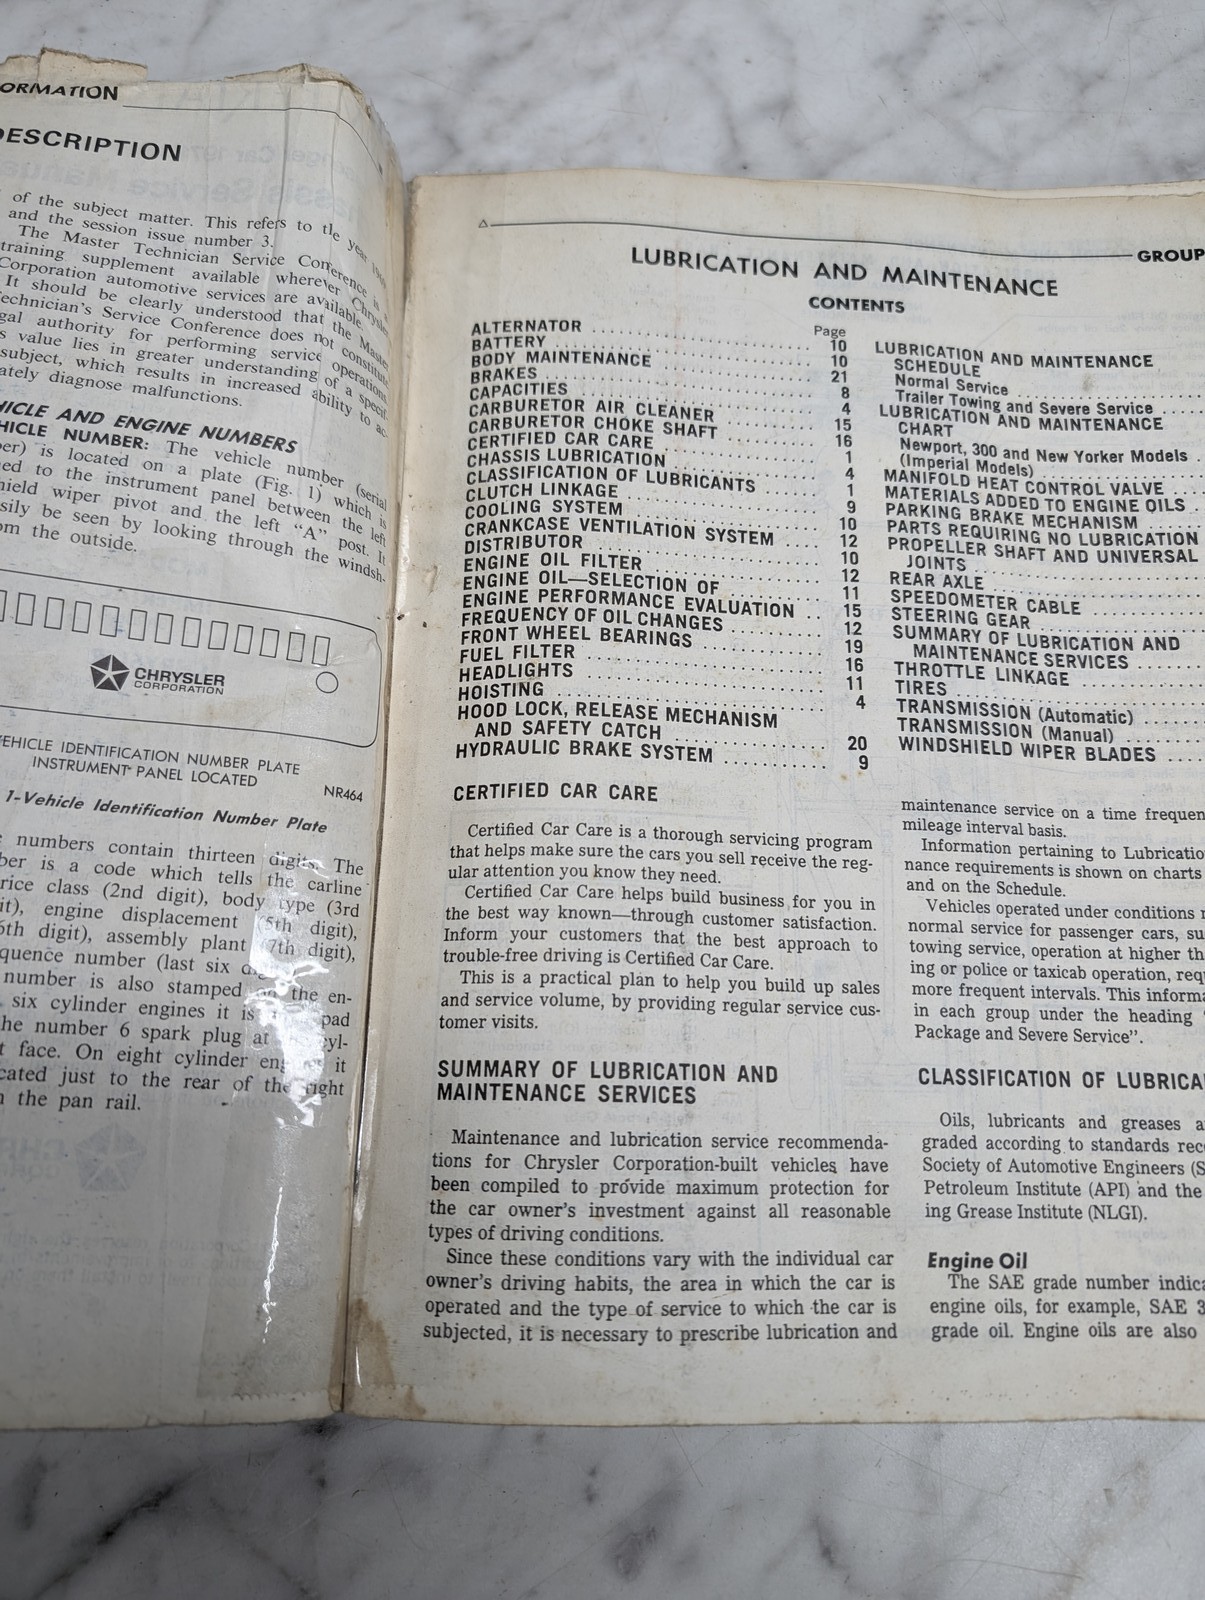 ORMATION
DESCRIPTION
of the subject matter. This refers to the year
and the session issue number 3.
The Master Technician Service Conference is a
training supplement available wherever Chrysler
Corporation automotive services are available.
It should be clearly understood that the Master
echnician's Service Conference does not constitute
gal authority for performing service operations
s value lies in greater understanding of a specif
subject, which results in increased ability to ac-
ately diagnose malfunctions.
HICLE AND ENGINE NUMBERS
HICLE NUMBER: The vehicle number (serial
ber) is located on a plate (Fig. 1) which is
ed to the instrument panel between the left
hield wiper pivot and the left "A" post. It
sily be seen by looking through the windsh-
om the outside.
CHRYSLER
CORPORATION
VEHICLE IDENTIFICATION NUMBER PLATE
INSTRUMENT PANEL LOCATED
NR464
1-Vehicle Identification Number Plate
numbers contain thirteen digits. The
ber is a code which tells the carline
rice class (2nd digit), body type (3rd
it), engine displacement (5th digit),
6th digit), assembly plant (7th digit),
quence number (last six
number is also stamped the en-
six cylinder engines it is pad
he number 6 spark plug at cyl-
t face. On eight cylinder it
cated just to the rear of the right
n the pan rail.
GROUP
LUBRICATION AND MAINTENANCE
CONTENTS
Page
ALTERNATOR .......... 10
BATTERY .......... 10
BODY MAINTENANCE .......... 21
BRAKES .......... 8
CAPACITIES .......... 4
CARBURETOR AIR CLEANER .......... 15
CARBURETOR CHOKE SHAFT .......... 16
CERTIFIED CAR CARE .......... 1
CHASSIS LUBRICATION .......... 4
CLASSIFICATION OF LUBRICANTS .......... 1
CLUTCH LINKAGE .......... 9
COOLING SYSTEM .......... 10
CRANKCASE VENTILATION SYSTEM .... 12
DISTRIBUTOR .......... 10
ENGINE OIL FILTER .......... 12
ENGINE OIL—SELECTION OF .......... 11
ENGINE PERFORMANCE EVALUATION .. 15
FREQUENCY OF OIL CHANGES .......... 12
FRONT WHEEL BEARINGS .......... 19
FUEL FILTER .......... 16
HEADLIGHTS .......... 11
HOISTING .......... 4
HOOD LOCK, RELEASE MECHANISM
AND SAFETY CATCH .......... 20
HYDRAULIC BRAKE SYSTEM .......... 9
LUBRICATION AND MAINTENANCE
SCHEDULE
Normal Service ..........
Trailer Towing and Severe Service .....
LUBRICATION AND MAINTENANCE
CHART
Newport, 300 and New Yorker Models .
(Imperial Models) ..........
MANIFOLD HEAT CONTROL VALVE ....
MATERIALS ADDED TO ENGINE OILS .
PARKING BRAKE MECHANISM .......
PARTS REQUIRING NO LUBRICATION
PROPELLER SHAFT AND UNIVERSAL
JOINTS ..........
REAR AXLE ..........
SPEEDOMETER CABLE ..........
STEERING GEAR ..........
SUMMARY OF LUBRICATION AND
MAINTENANCE SERVICES .......
THROTTLE LINKAGE ..........
TIRES ..........
TRANSMISSION (Automatic) ......
TRANSMISSION (Manual) .......
WINDSHIELD WIPER BLADES ....
CERTIFIED CAR CARE
Certified Car Care is a thorough servicing program
that helps make sure the cars you sell receive the reg-
ular attention you know they need.
Certified Car Care helps build business for you in
the best way known—through customer satisfaction.
Inform your customers that the best approach to
trouble-free driving is Certified Car Care.
This is a practical plan to help you build up sales
and service volume, by providing regular service cus-
tomer visits.
SUMMARY OF LUBRICATION AND
MAINTENANCE SERVICES
Maintenance and lubrication service recommenda-
tions for Chrysler Corporation-built vehicles have
been compiled to provide maximum protection for
the car owner's investment against all reasonable
types of driving conditions.
Since these conditions vary with the individual car
owner's driving habits, the area in which the car is
operated and the type of service to which the car is
subjected, it is necessary to prescribe lubrication and
maintenance service on a time frequen
mileage interval basis.
Information pertaining to Lubricatio
nance requirements is shown on charts
and on the Schedule.
Vehicles operated under conditions
normal service for passenger cars, su
towing service, operation at higher th
ing or police or taxicab operation, requ
more frequent intervals. This informa
in each group under the heading
Package and Severe Service".
CLASSIFICATION OF LUBRICA
Oils, lubricants and greases a
graded according to standards rec
Society of Automotive Engineers (S
Petroleum Institute (API) and the
ing Grease Institute (NLGI).
Engine Oil
The SAE grade number indica
engine oils, for example, SAE 3
grade oil. Engine oils are also